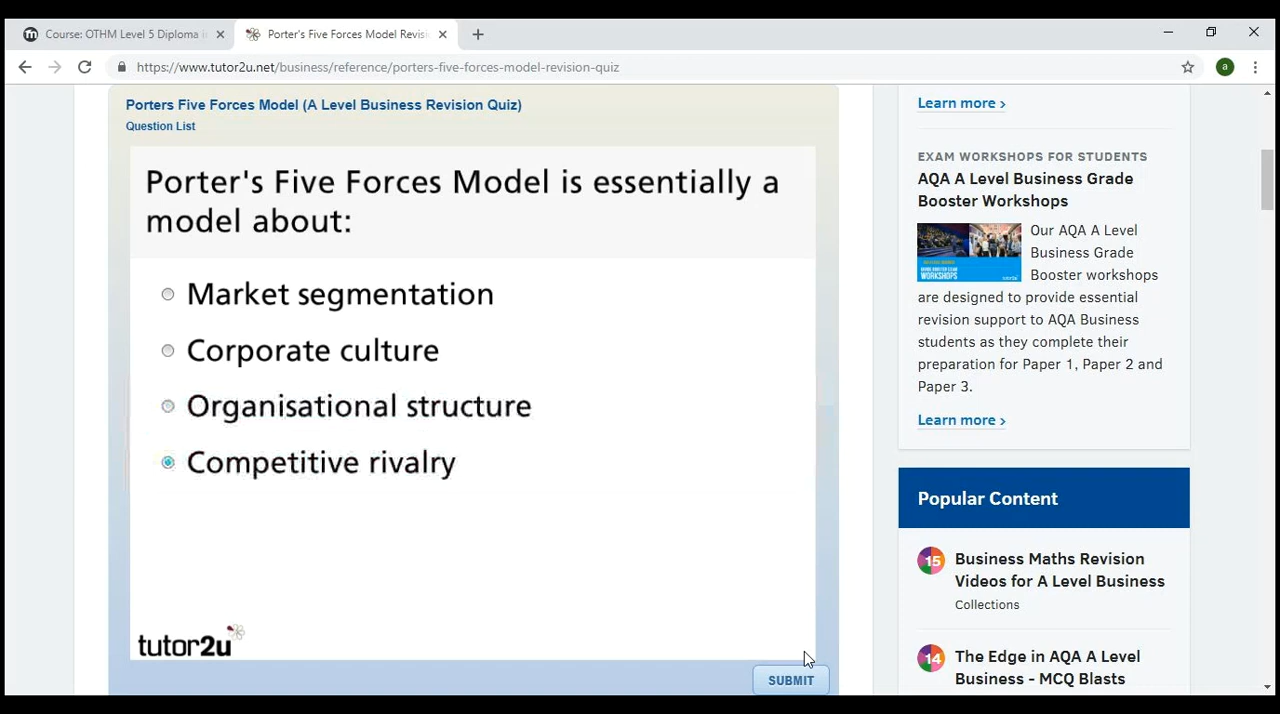 Course: OTHM Level 5 Diploma i
Porter's Five Forces Model Revis
https://www.tutor2u.net/business/reference/porters-five-forces-model-revision-quiz
a
Porters Five Forces Model (A Level Business Revision Quiz)
Question List
Porter's Five Forces Model is essentially a
model about:
Market segmentation
Corporate culture
Organisational structure
Competitive rivalry
tutor2u
SUBMIT
Learn more ›
EXAM WORKSHOPS FOR STUDENTS
AQA A Level Business Grade
Booster Workshops
Our AQA A Level
Business Grade
Booster workshops
are designed to provide essential
revision support to AQA Business
students as they complete their
preparation for Paper 1, Paper 2 and
Paper 3.
Learn more ›
Popular Content
15
Business Maths Revision
Videos for A Level Business
Collections
14
The Edge in AQA A Level
Business - MCQ Blasts